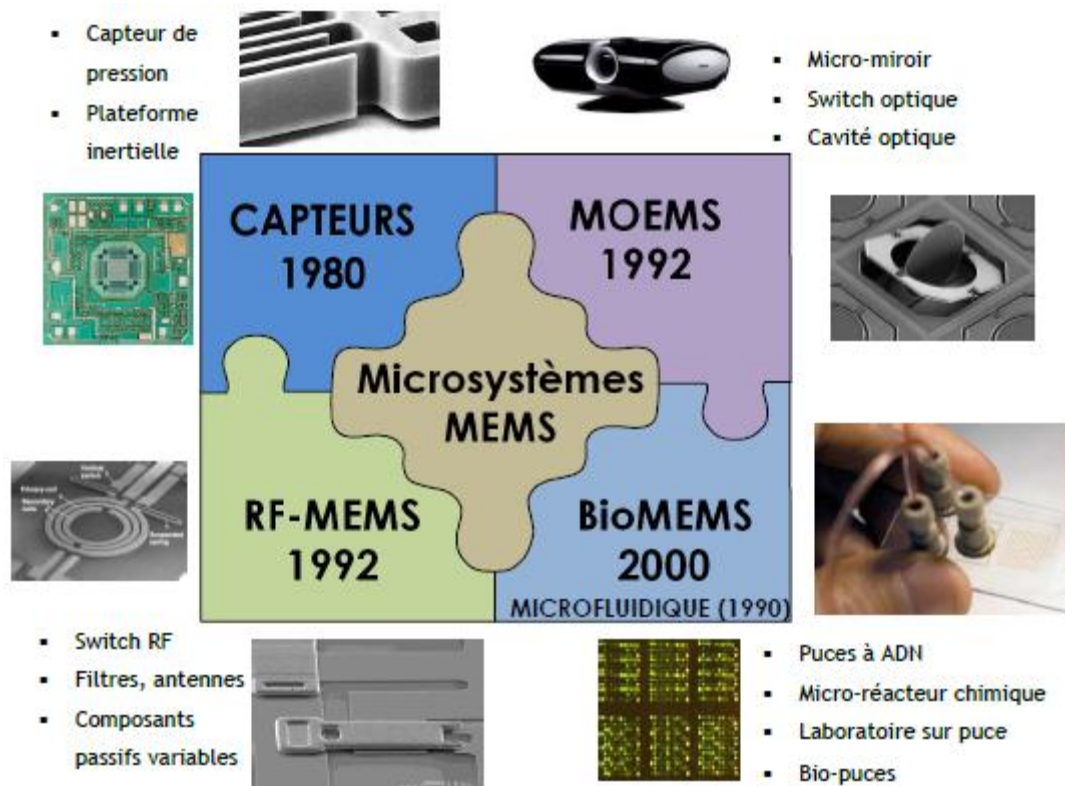 ▪ Capteur de
pression
▪ Plateforme
inertielle
▪ Micro-miroir
▪ Switch optique
▪ Cavité optique
CAPTEURS
1980
MOEMS
1992
Microsystèmes
MEMS
RF-MEMS
1992
BioMEMS
2000
MICROFLUIDIQUE (1990)
▪ Switch RF
▪ Filtres, antennes
▪ Composants
passifs variables
▪ Puces à ADN
▪ Micro-réacteur chimique
▪ Laboratoire sur puce
▪ Bio-puces